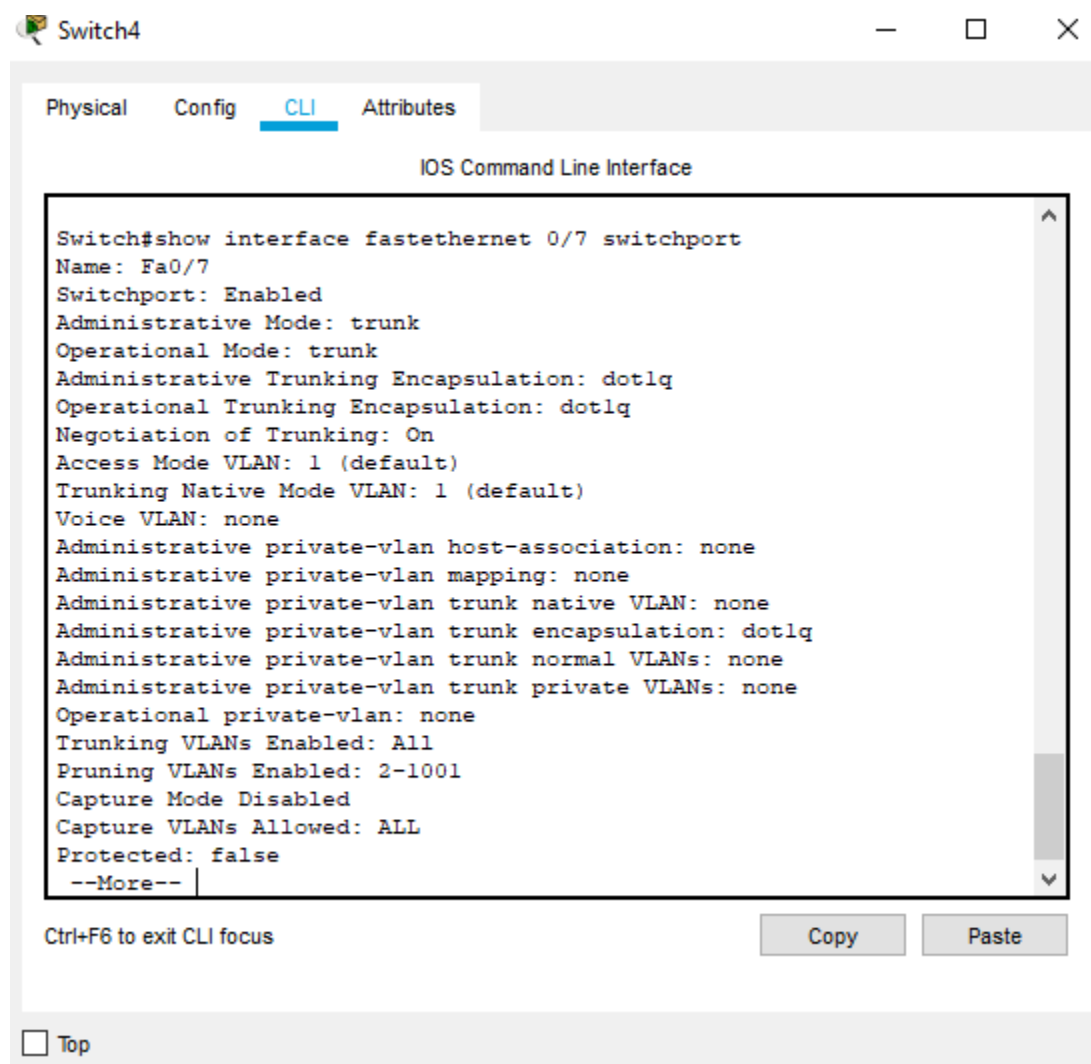 Switch4
Physical Config CLI Attributes
IOS Command Line Interface
Switch#show interface fastethernet 0/7 switchport
Name: Fa0/7
Switchport: Enabled
Administrative Mode: trunk
Operational Mode: trunk
Administrative Trunking Encapsulation: dot1q
Operational Trunking Encapsulation: dot1q
Negotiation of Trunking: On
Access Mode VLAN: 1 (default)
Trunking Native Mode VLAN: 1 (default)
Voice VLAN: none
Administrative private-vlan host-association: none
Administrative private-vlan mapping: none
Administrative private-vlan trunk native VLAN: none
Administrative private-vlan trunk encapsulation: dot1q
Administrative private-vlan trunk normal VLANs: none
Administrative private-vlan trunk private VLANs: none
Operational private-vlan: none
Trunking VLANs Enabled: All
Pruning VLANs Enabled: 2-1001
Capture Mode Disabled
Capture VLANs Allowed: ALL
Protected: false
--More--
Ctrl+F6 to exit CLI focus
Copy Paste
Top